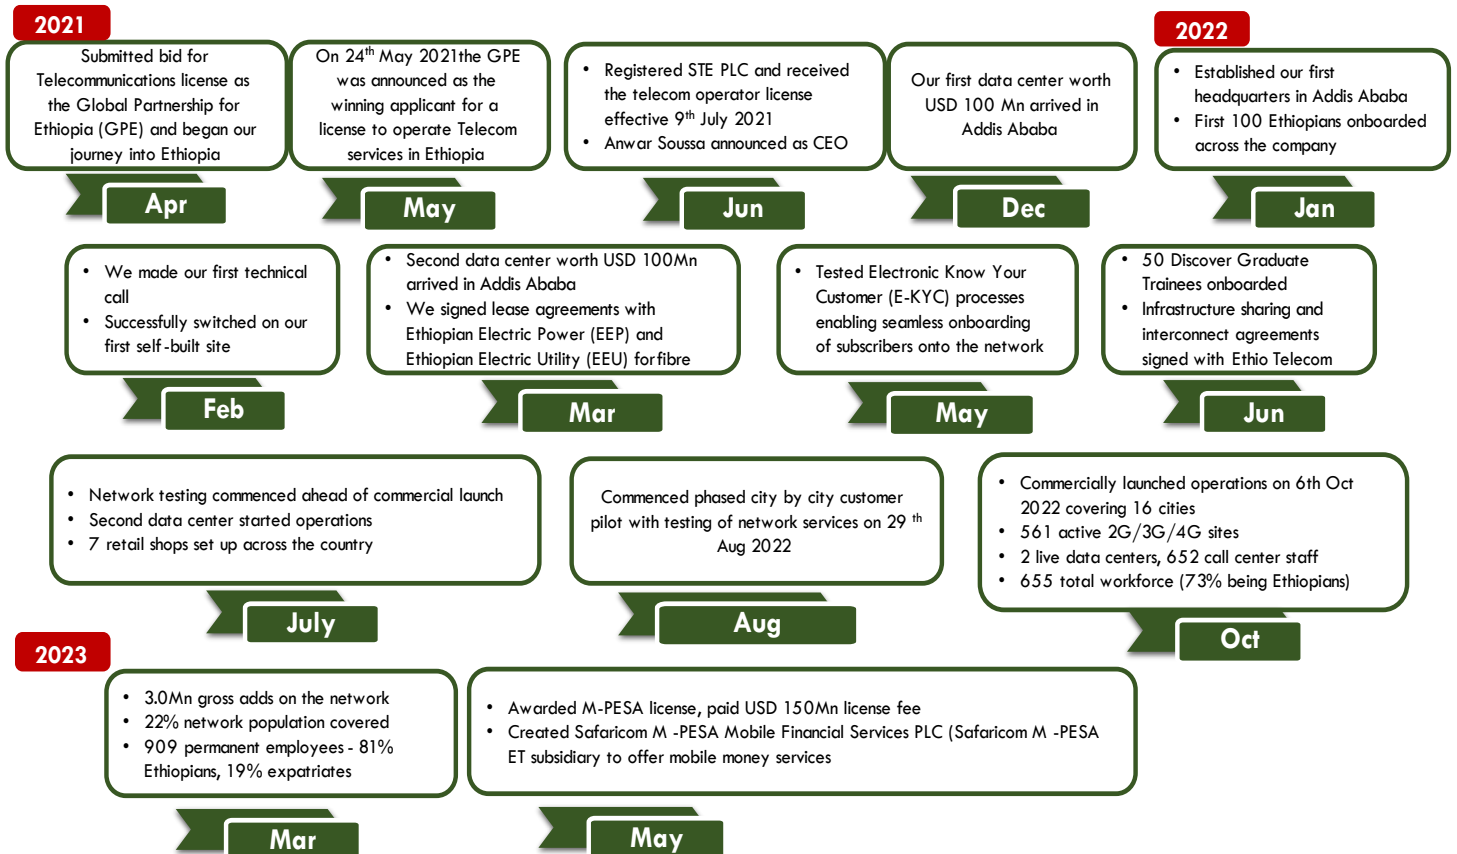 2021
Submitted bid for
Telecommunications license as
the Global Partnership for
Ethiopia (GPE) and began our
journey into Ethiopia
Apr
On 24th May 2021the GPE
was announced as the
winning applicant for a
license to operate Telecom
services in Ethiopia
May
• Registered STE PLC and received
the telecom operator license
effective 9th July 2021
• Anwar Soussa announced as CEO
Jun
Our first data center worth
USD 100 Mn arrived in
Addis Ababa
Dec
2022
• Established our first
headquarters in Addis Ababa
• First 100 Ethiopians onboarded
across the company
Jan
• We made our first technical
call
• Successfully switched on our
first self-built site
Feb
• Second data center worth USD 100Mn
arrived in Addis Ababa
• We signed lease agreements with
Ethiopian Electric Power (EEP) and
Ethiopian Electric Utility (EEU) forfibre
Mar
• Tested Electronic Know Your
Customer (E-KYC) processes
enabling seamless onboarding
of subscribers onto the network
May
• 50 Discover Graduate
Trainees onboarded
• Infrastructure sharing and
interconnect agreements
signed with Ethio Telecom
Jun
• Network testing commenced ahead of commercial launch
• Second data center started operations
• 7 retail shops set up across the country
July
Commenced phased city by city customer
pilot with testing of network services on 29 th
Aug 2022
Aug
• Commercially launched operations on 6th Oct
2022 covering 16 cities
• 561 active 2G/3G/4G sites
• 2 live data centers, 652 call center staff
• 655 total workforce (73% being Ethiopians)
Oct
2023
• 3.0Mn gross adds on the network
• 22% network population covered
• 909 permanent employees - 81%
Ethiopians, 19% expatriates
Mar
• Awarded M-PESA license, paid USD 150Mn license fee
• Created Safaricom M -PESA Mobile Financial Services PLC (Safaricom M -PESA
ET subsidiary to offer mobile money services
May